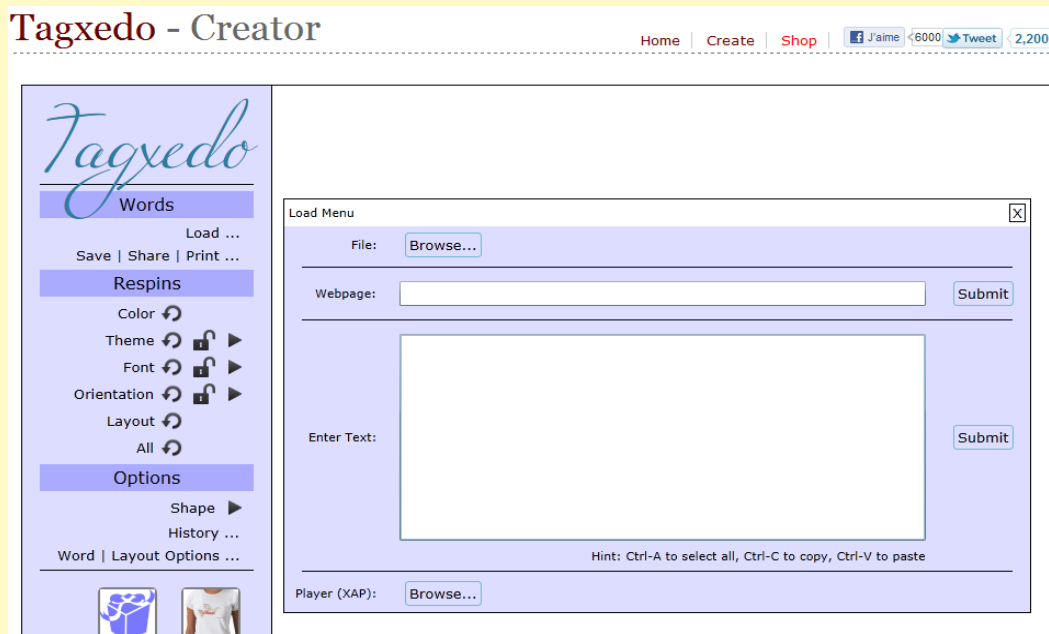 Tagxedo - Creator
Home | Create | Shop | J'aime 6000 Tweet 2,200
Tagxedo
Words
Load ...
Save | Share | Print ...
Respins
Color
Theme
Font
Orientation
Layout
All
Options
Shape
History ...
Word | Layout Options ...
Load Menu X
File: Browse...
Webpage: Submit
Enter Text: Submit
Hint: Ctrl-A to select all, Ctrl-C to copy, Ctrl-V to paste
Player (XAP): Browse...